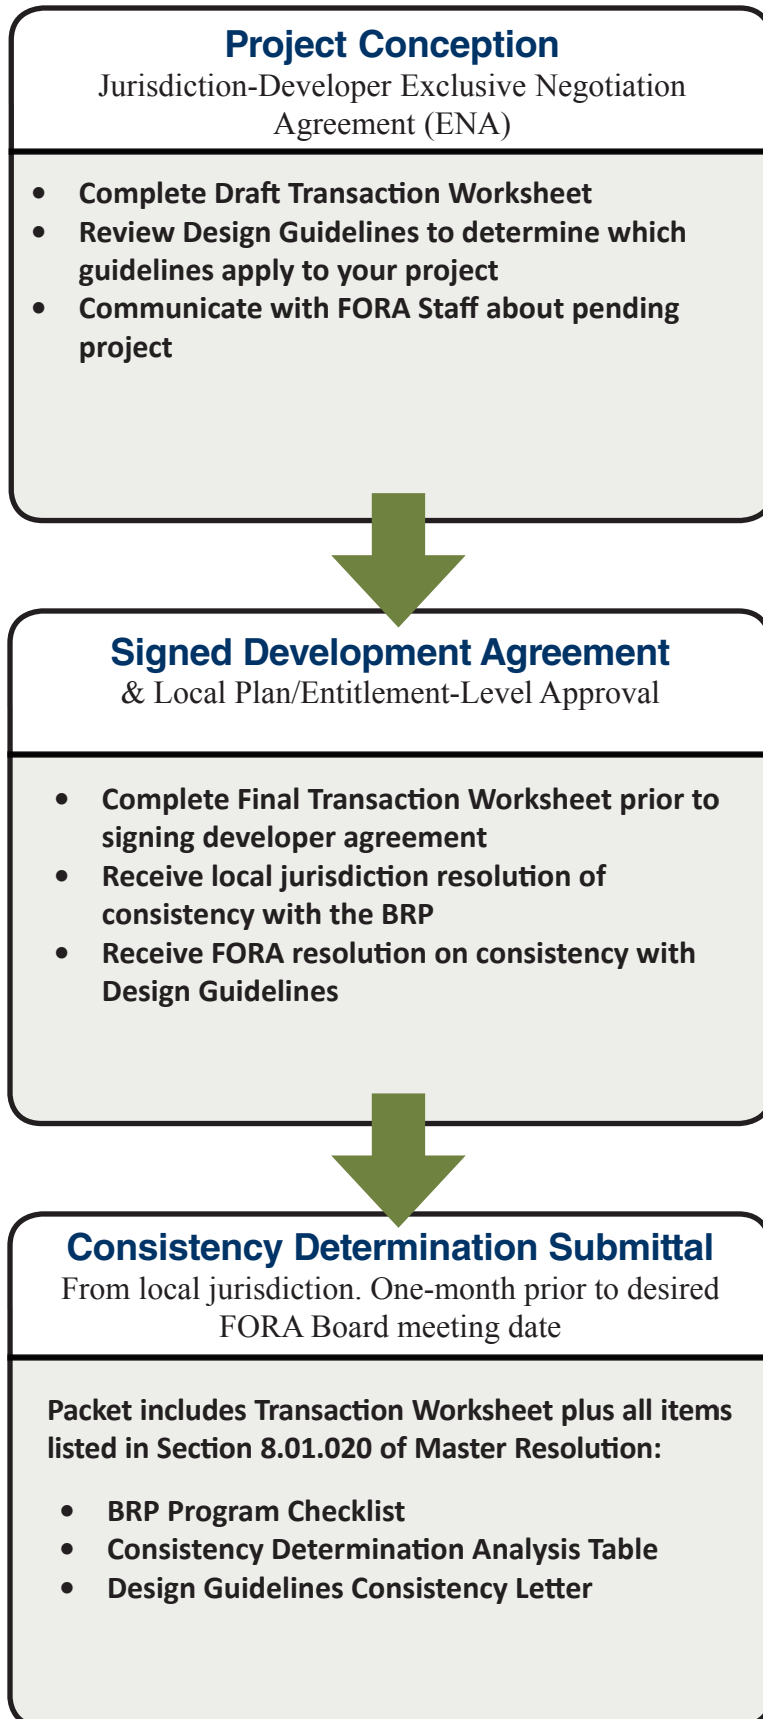 Project Conception
Jurisdiction-Developer Exclusive Negotiation
Agreement (ENA)
• Complete Draft Transaction Worksheet
• Review Design Guidelines to determine which
guidelines apply to your project
• Communicate with FORA Staff about pending
project
Signed Development Agreement
& Local Plan/Entitlement-Level Approval
• Complete Final Transaction Worksheet prior to
signing developer agreement
• Receive local jurisdiction resolution of
consistency with the BRP
• Receive FORA resolution on consistency with
Design Guidelines
Consistency Determination Submittal
From local jurisdiction. One-month prior to desired
FORA Board meeting date
Packet includes Transaction Worksheet plus all items
listed in Section 8.01.020 of Master Resolution:
• BRP Program Checklist
• Consistency Determination Analysis Table
• Design Guidelines Consistency Letter